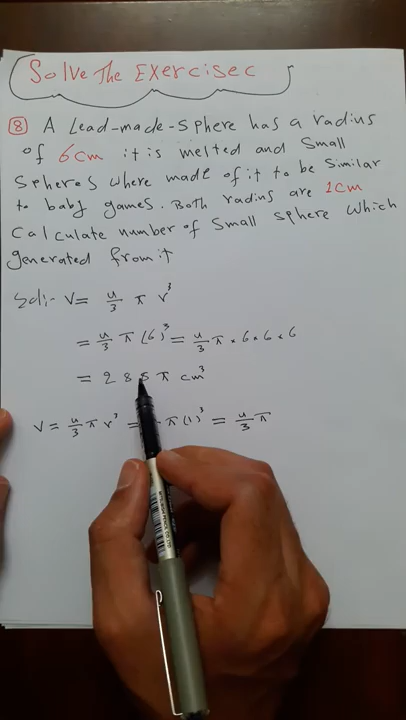 Solve The Exercisec
8 A Lead-made-sphere has a radius
of 6cm it is melted and small
spheres where made of it to be similar
to baby games. Both radius are 1cm
Calculate number of small sphere which
generated from it
Sol:- V= 4/3 π r³
= 4/3 π (6)³ = 4/3 π × 6 × 6 × 6
= 288 π cm³
V = 4/3 π r³ = π (1)³ = 4/3 π